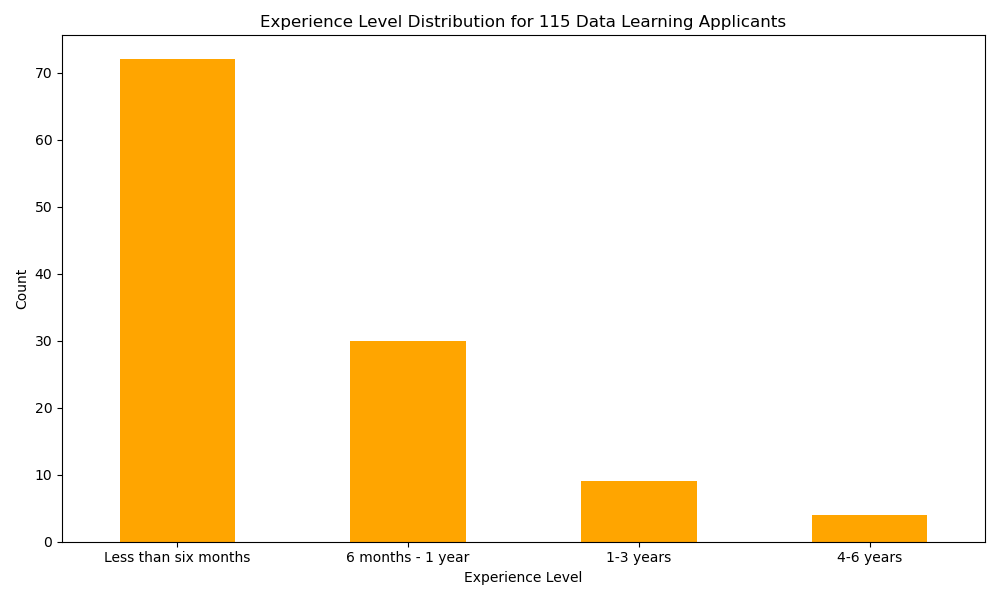 Experience Level Distribution for 115 Data Learning Applicants
70
60
50
40
30
20
10
0
Count
Less than six months
6 months - 1 year
1-3 years
4-6 years
Experience Level